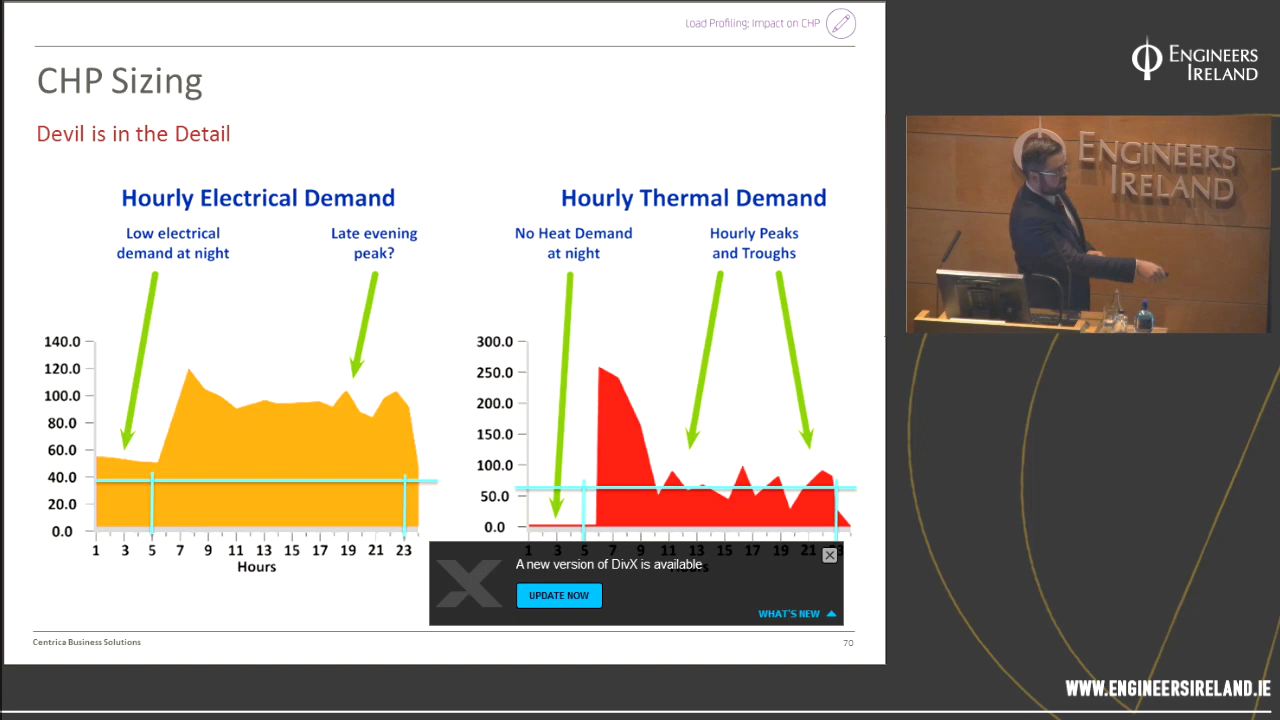 Load Profiling: Impact on CHP
CHP Sizing
Devil is in the Detail
Hourly Electrical Demand
Low electrical
demand at night
Late evening
peak?
140.0
120.0
100.0
80.0
60.0
40.0
20.0
0.0
1 3 5 7 9 11 13 15 17 19 21 23
Hours
Hourly Thermal Demand
No Heat Demand
at night
Hourly Peaks
and Troughs
300.0
250.0
200.0
150.0
100.0
50.0
0.0
1 3 5 7 9 11 13 15 17 19 21 23
Hours
A new version of DivX is available
UPDATE NOW
WHAT'S NEW
Centrica Business Solutions
70
ENGINEERS
IRELAND
ENGINEERS
IRELAND
WWW.ENGINEERSIRELAND.IE